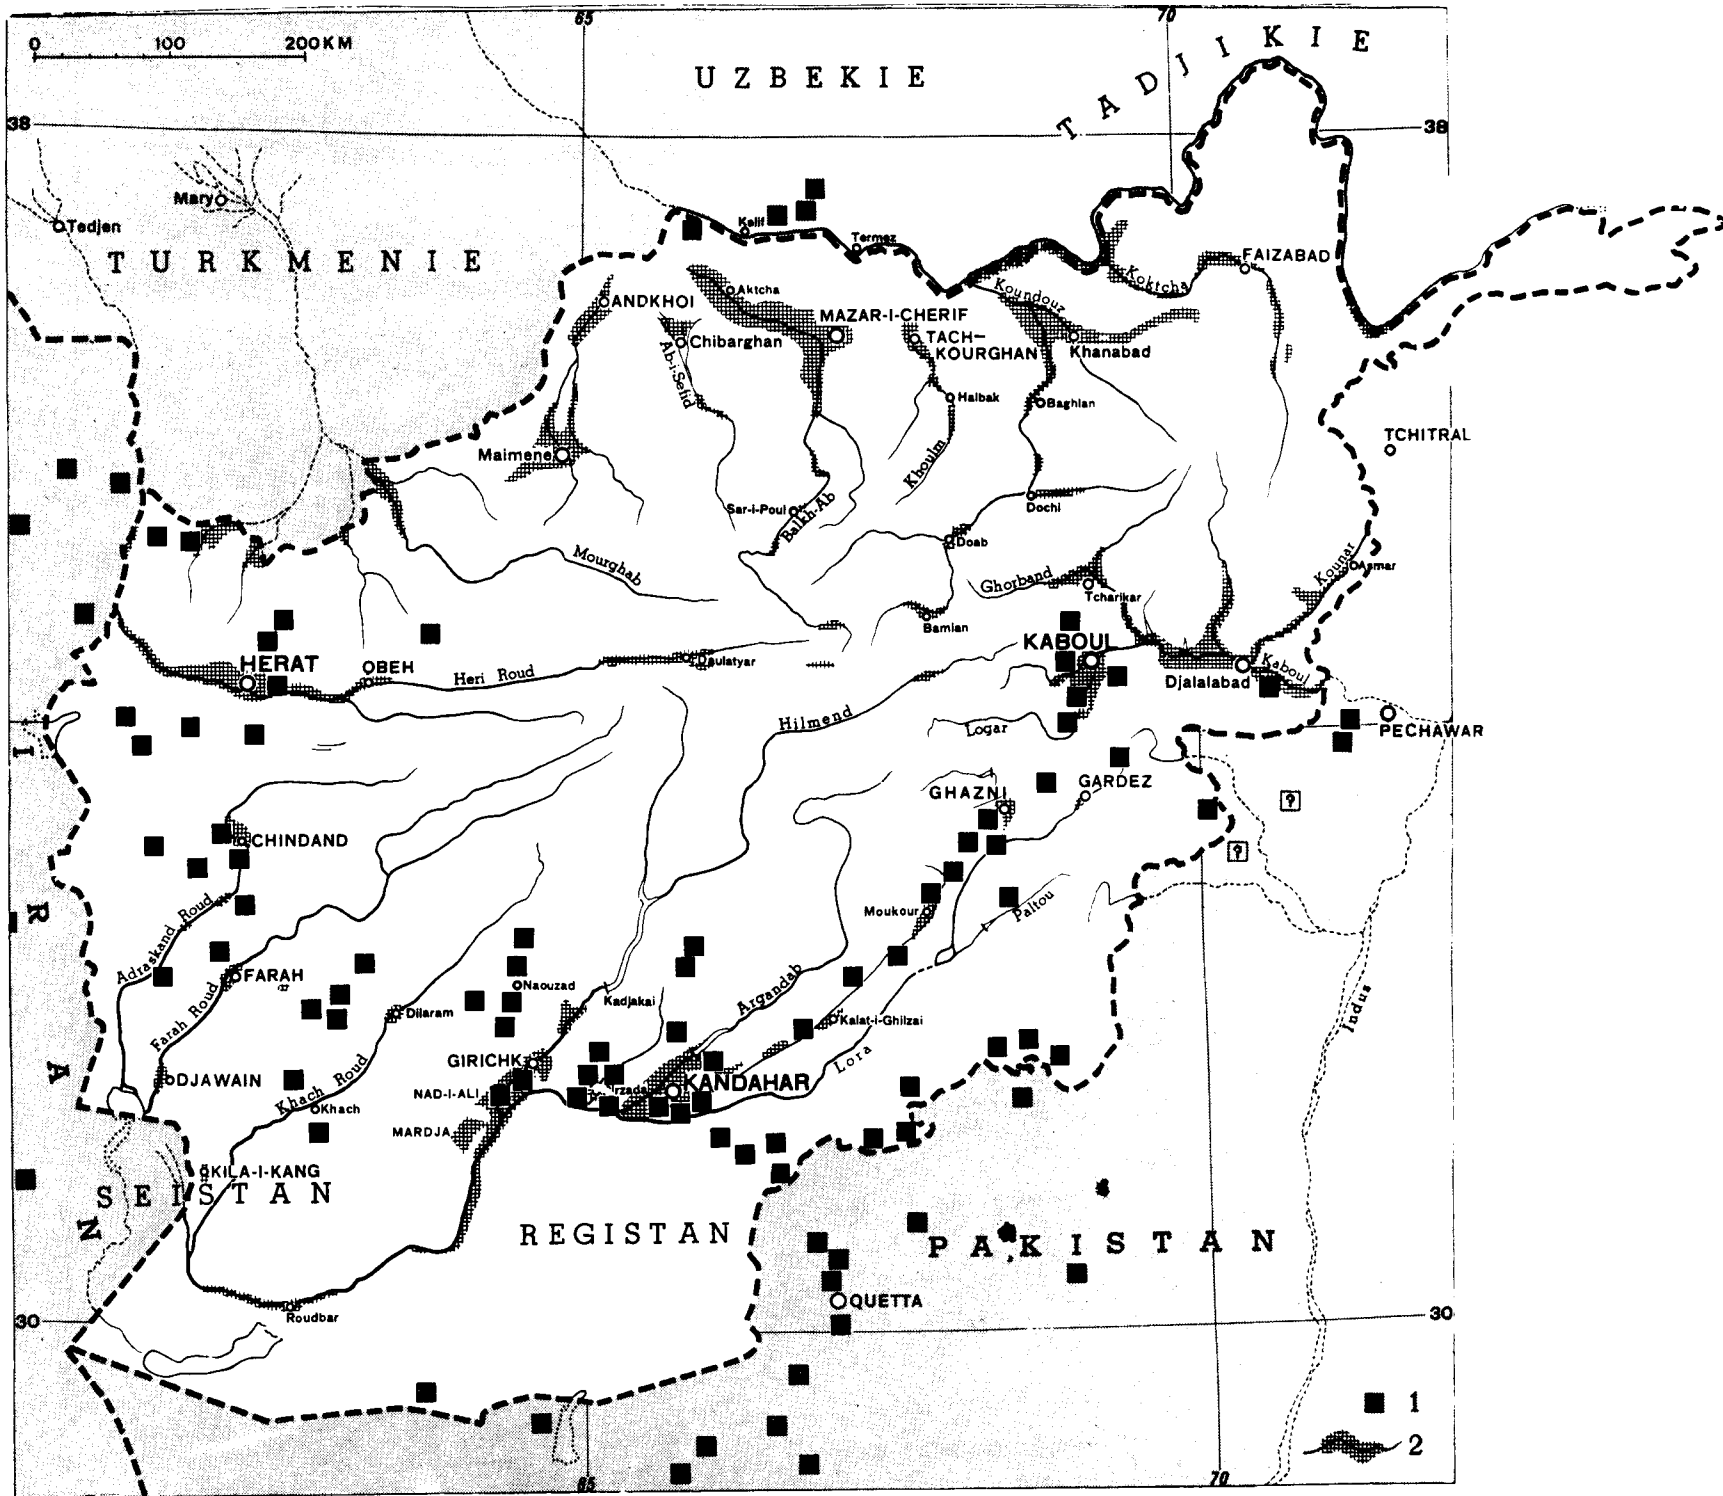 65
70
0 100 200 KM
UZBEKIE
TADJIKIE
38
38
Mary
Tedjen
Kelif
Termez
TURKMENIE
FAIZABAD
Koktcha
Aktcha
Koundouz
ANDKHOI
MAZAR-I-CHERIF
Chibarghan
TACH-
KOURGHAN
Khanabad
Ab-i-Sefid
Haibak
Baghlan
TCHITRAL
Maimene
Khoulm
Sar-i-Poul
Balkh-Ab
Dochi
Doab
Mourghab
Ghorband
Kounar
Asmar
Tcharikar
Bamian
KABOUL
HERAT
OBEH
Heri Roud
Daulatyar
Djalalabad
Kaboul
Hilmend
Logar
PECHAWAR
IRAN
GHAZNI
GARDEZ
?
CHINDAND
?
Adraskand Roud
Moukour
Paltou
FARAH
Naouzad
Kadjakai
Argandab
Indus
Farah Roud
Dilaram
Kalat-i-Ghilzai
GIRICHK
Lora
DJAWAIN
Khach Roud
NAD-I-ALI
KANDAHAR
rzada
Khach
MARDJA
KILA-I-KANG
SEISTAN
REGISTAN
PAKISTAN
QUETTA
Roudbar
30
30
1
2
65
70